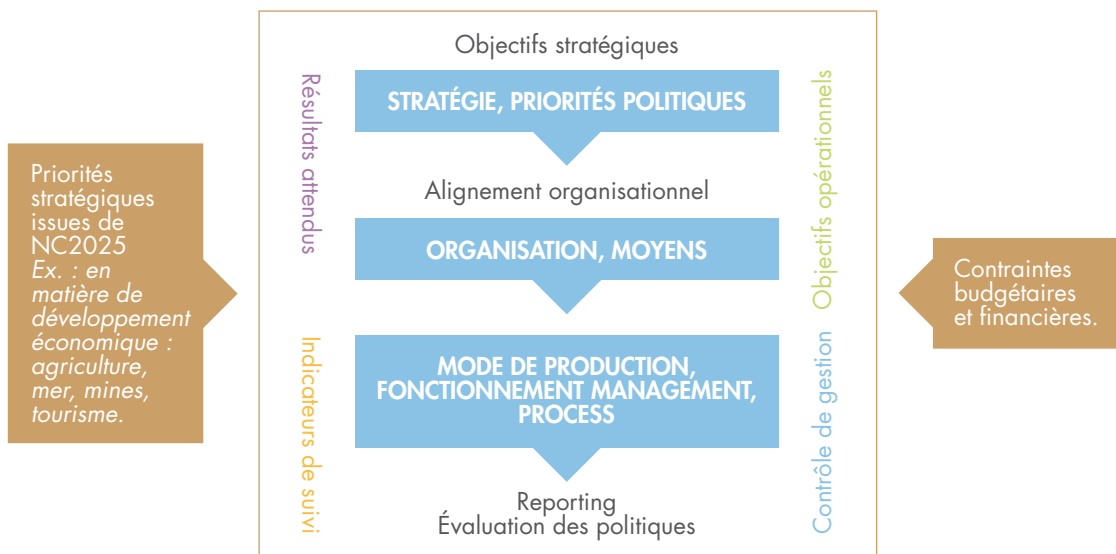 Priorités
stratégiques
issues de
NC2025
Ex. : en
matière de
développement
économique :
agriculture,
mer, mines,
tourisme.
Résultats attendus
Indicateurs de suivi
Objectifs stratégiques
STRATÉGIE, PRIORITÉS POLITIQUES
Alignement organisationnel
ORGANISATION, MOYENS
MODE DE PRODUCTION,
FONCTIONNEMENT MANAGEMENT,
PROCESS
Reporting
Évaluation des politiques
Objectifs opérationnels
Contrôle de gestion
Contraintes
budgétaires
et financières.